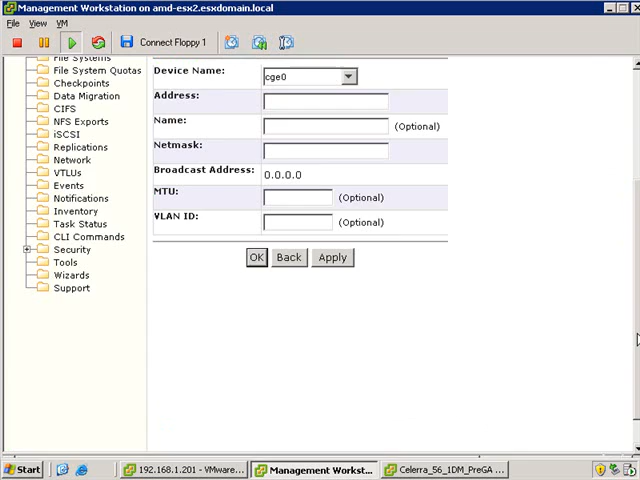 Management Workstation on amd-esx2.esxdomain.local
File View VM
Connect Floppy 1
File Systems
File System Quotas
Checkpoints
Data Migration
CIFS
NFS Exports
iSCSI
Replications
Network
VTLUs
Events
Notifications
Inventory
Task Status
CLI Commands
Security
Tools
Wizards
Support
Device Name: cge0
Address:
Name: (Optional)
Netmask:
Broadcast Address: 0.0.0.0
MTU: (Optional)
VLAN ID: (Optional)
OK Back Apply
Start 192.168.1.201 - VMware... Management Workst... Celerra_56_1DM_PreGA ...